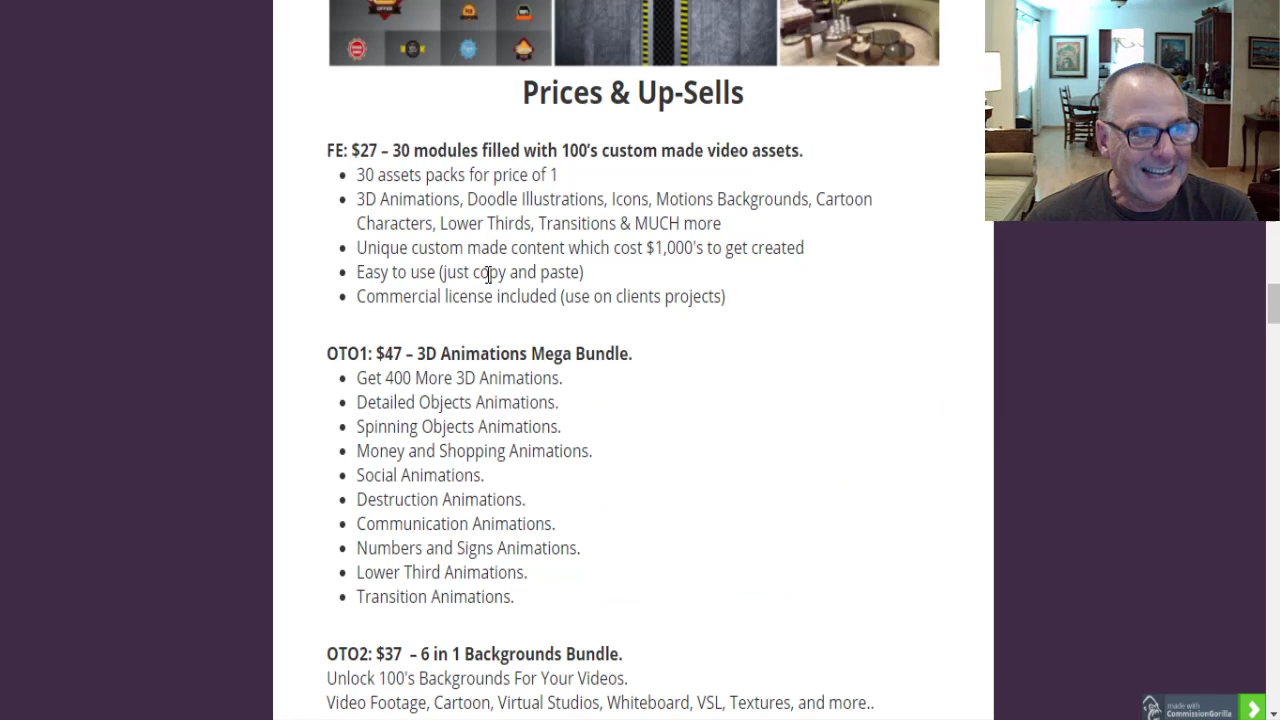 Prices & Up-Sells
FE: $27 – 30 modules filled with 100's custom made video assets.
30 assets packs for price of 1
3D Animations, Doodle Illustrations, Icons, Motions Backgrounds, Cartoon
Characters, Lower Thirds, Transitions & MUCH more
Unique custom made content which cost $1,000's to get created
Easy to use (just copy and paste)
Commercial license included (use on clients projects)
OTO1: $47 – 3D Animations Mega Bundle.
Get 400 More 3D Animations.
Detailed Objects Animations.
Spinning Objects Animations.
Money and Shopping Animations.
Social Animations.
Destruction Animations.
Communication Animations.
Numbers and Signs Animations.
Lower Third Animations.
Transition Animations.
OTO2: $37 – 6 in 1 Backgrounds Bundle.
Unlock 100's Backgrounds For Your Videos.
Video Footage, Cartoon, Virtual Studios, Whiteboard, VSL, Textures, and more..
made with
CommissionGorilla